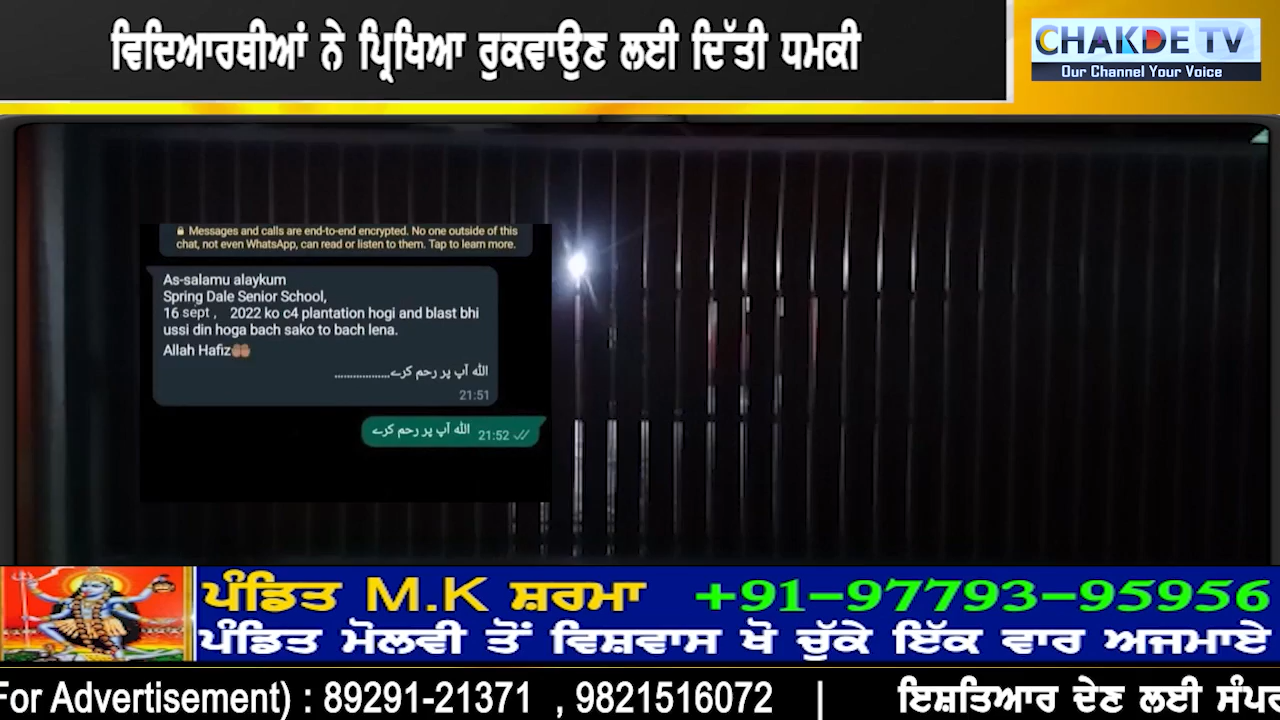 ਵਿਦਿਆਰਥੀਆਂ ਨੇ ਪ੍ਰਿਖਿਆ ਰੁਕਵਾਉਣ ਲਈ ਦਿੱਤੀ ਧਮਕੀ
CHAKDE TV
Our Channel Your Voice
Messages and calls are end-to-end encrypted. No one outside of this
chat, not even WhatsApp, can read or listen to them. Tap to learn more.
As-salamu alaykum
Spring Dale Senior School,
16 sept , 2022 ko c4 plantation hogi and blast bhi
ussi din hoga bach sako to bach lena.
Allah Hafiz🤲🏽
اللہ آپ پر رحم کرے.................
21:51
اللہ آپ پر رحم کرے 21:52
ਪੰਡਿਤ M.K ਸ਼ਰਮਾ +91-97793-95956
ਪੰਡਿਤ ਮੋਲਵੀ ਤੋਂ ਵਿਸ਼ਵਾਸ ਖੋ ਚੁੱਕੇ ਇੱਕ ਵਾਰ ਅਜਮਾਏ
For Advertisement) : 89291-21371 , 9821516072 | ਇਸ਼ਤਿਆਰ ਦੇਣ ਲਈ ਸੰਪਰ